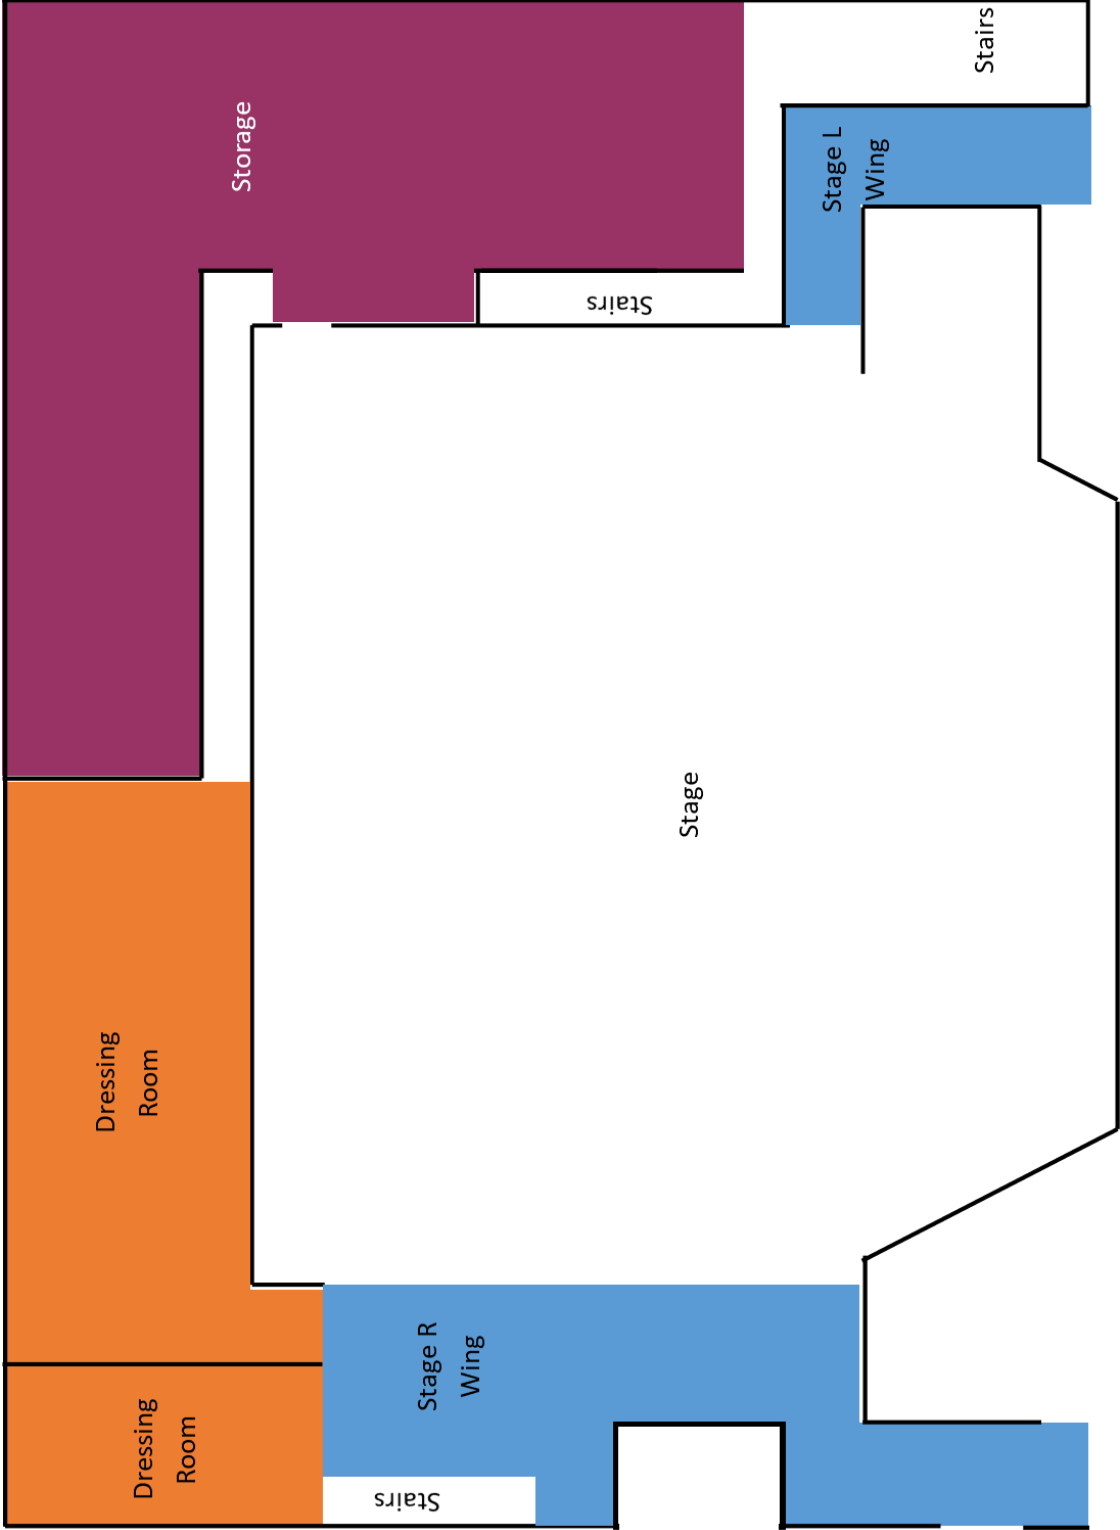 Stairs
Storage
Stage L
Wing
Stairs
Stage
Dressing
Room
Stage R
Wing
Dressing
Room
Stairs